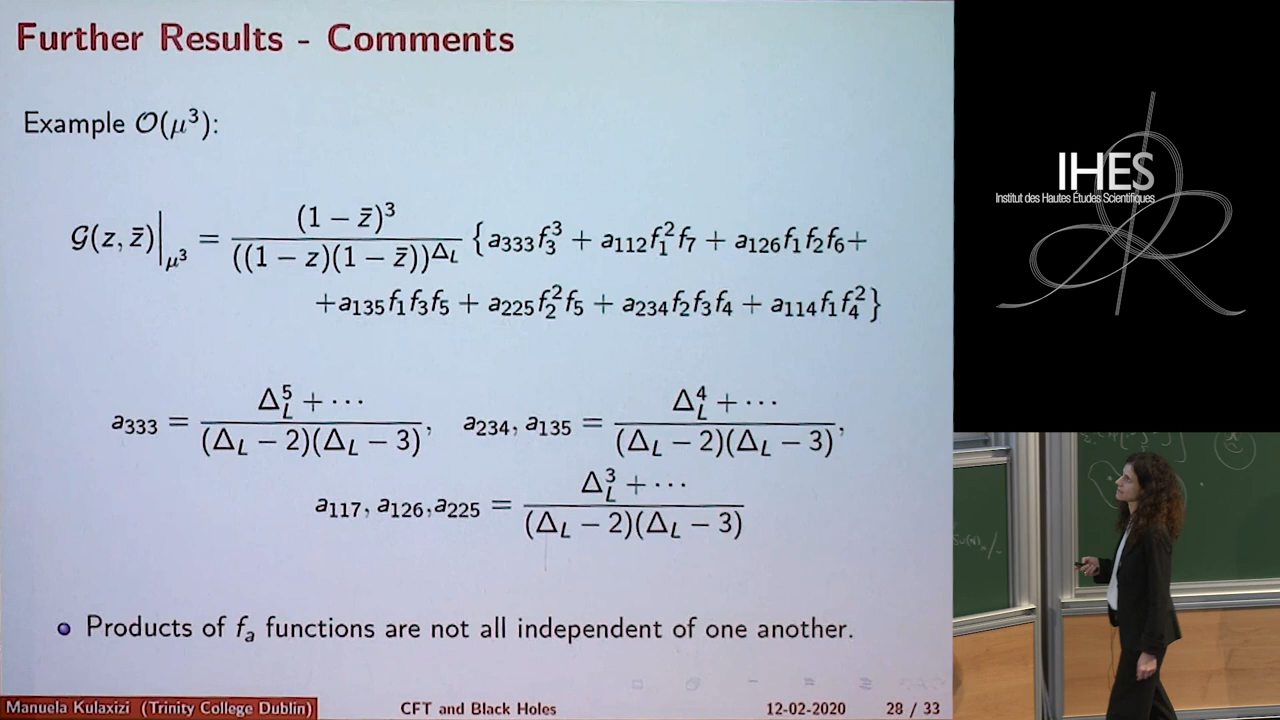 Further Results - Comments
Example 𝒪(μ³):
𝒢(z, z̄)|_μ³ = (1 − z̄)³ / ((1 − z)(1 − z̄))^Δ_L {a₃₃₃f₃³ + a₁₁₂f₁²f₇ + a₁₂₆f₁f₂f₆+
+a₁₃₅f₁f₃f₅ + a₂₂₅f₂²f₅ + a₂₃₄f₂f₃f₄ + a₁₁₄f₁f₄²}
a₃₃₃ = (Δ_L⁵ + ···) / ((Δ_L − 2)(Δ_L − 3)), a₂₃₄, a₁₃₅ = (Δ_L⁴ + ···) / ((Δ_L − 2)(Δ_L − 3)),
a₁₁₇, a₁₂₆, a₂₂₅ = (Δ_L³ + ···) / ((Δ_L − 2)(Δ_L − 3))
• Products of f_a functions are not all independent of one another.
Manuela Kulaxizi (Trinity College Dublin) CFT and Black Holes 12-02-2020 28 / 33
IHES
Institut des Hautes Études Scientifiques